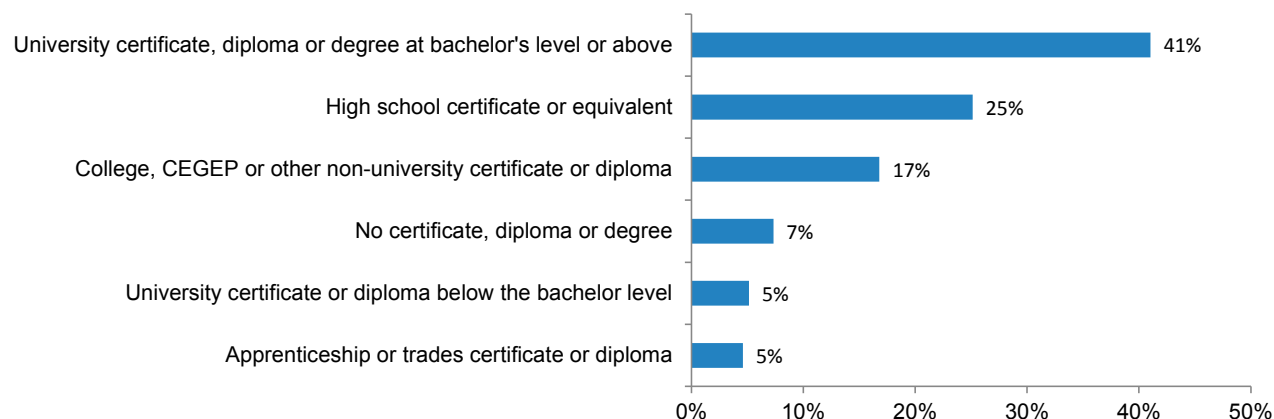 University certificate, diploma or degree at bachelor's level or above 41%
High school certificate or equivalent 25%
College, CEGEP or other non-university certificate or diploma 17%
No certificate, diploma or degree 7%
University certificate or diploma below the bachelor level 5%
Apprenticeship or trades certificate or diploma 5%
0% 10% 20% 30% 40% 50%